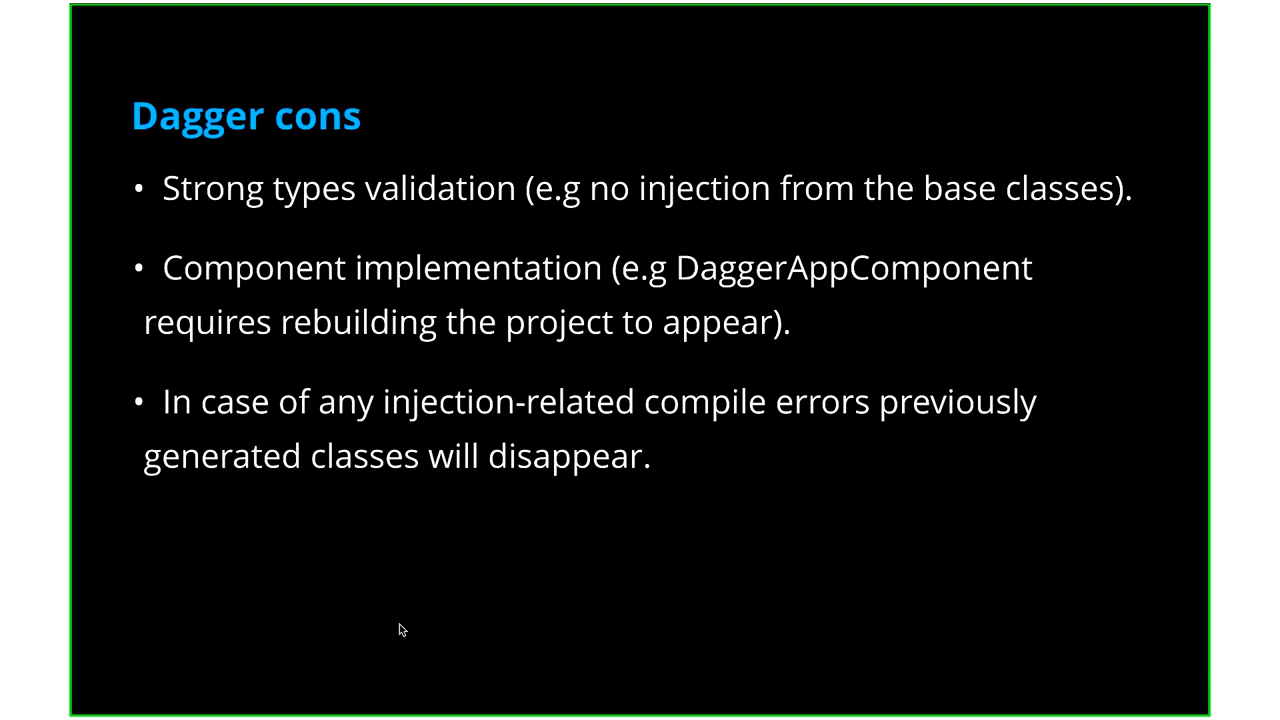 Dagger cons
• Strong types validation (e.g no injection from the base classes).
• Component implementation (e.g DaggerAppComponent
requires rebuilding the project to appear).
• In case of any injection-related compile errors previously
generated classes will disappear.